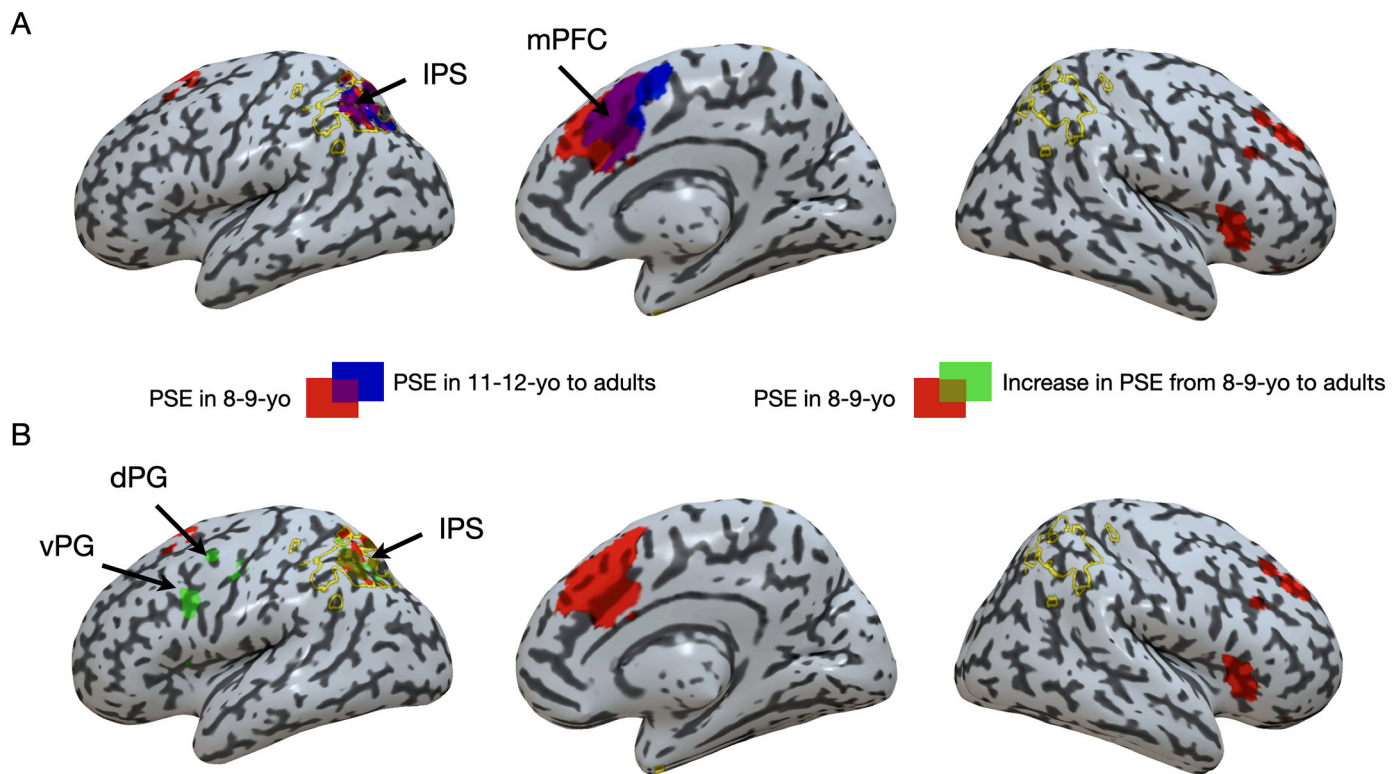 A
IPS
mPFC
PSE in 8-9-yo
PSE in 11-12-yo to adults
PSE in 8-9-yo
Increase in PSE from 8-9-yo to adults
B
dPG
vPG
IPS